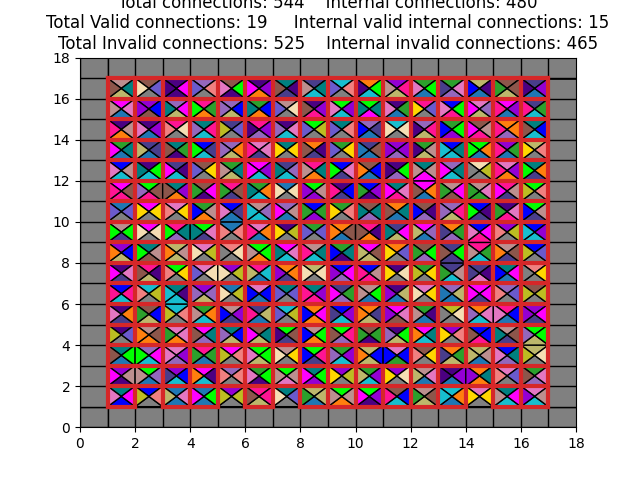 Total connections: 544 Internal connections: 480
Total Valid connections: 19 Internal valid internal connections: 15
Total Invalid connections: 525 Internal invalid connections: 465
18
16
14
12
10
8
6
4
2
0
0 2 4 6 8 10 12 14 16 18